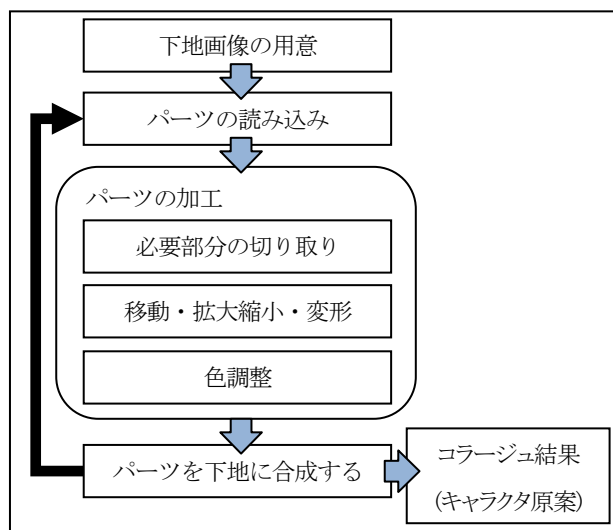 下地画像の用意
パーツの読み込み
パーツの加工
必要部分の切り取り
移動・拡大縮小・変形
色調整
パーツを下地に合成する
コラージュ結果
(キャラクタ原案)